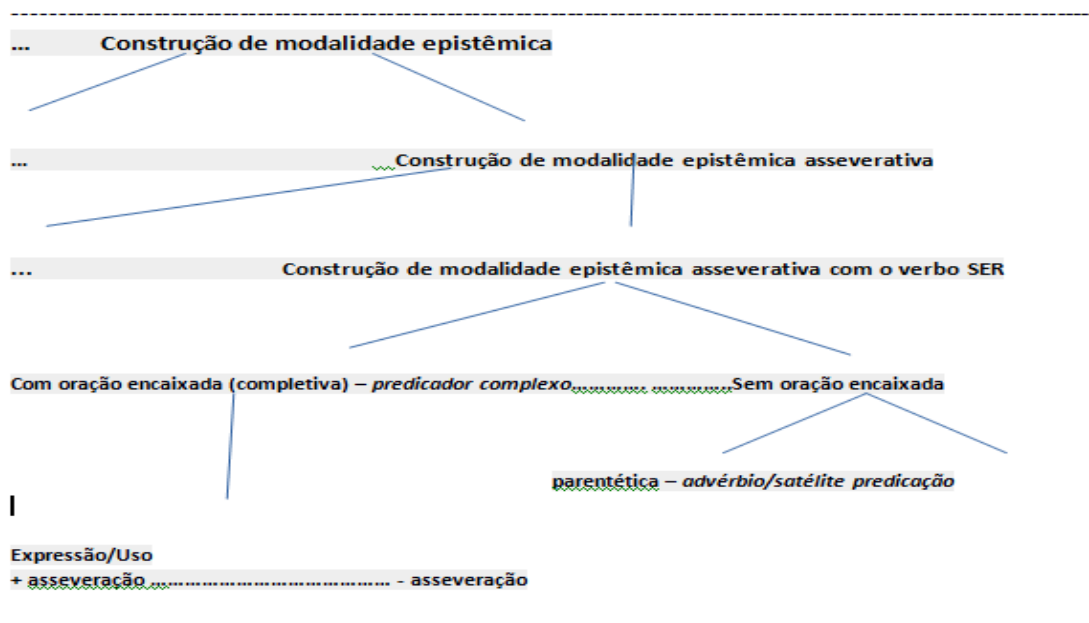 ... Construção de modalidade epistêmica
... ...Construção de modalidade epistêmica asseverativa
... Construção de modalidade epistêmica asseverativa com o verbo SER
Com oração encaixada (completiva) – predicador complexo…………. …………..Sem oração encaixada
parentética – advérbio/satélite predicação
Expressão/Uso
+ asseveração …………………………………… - asseveração